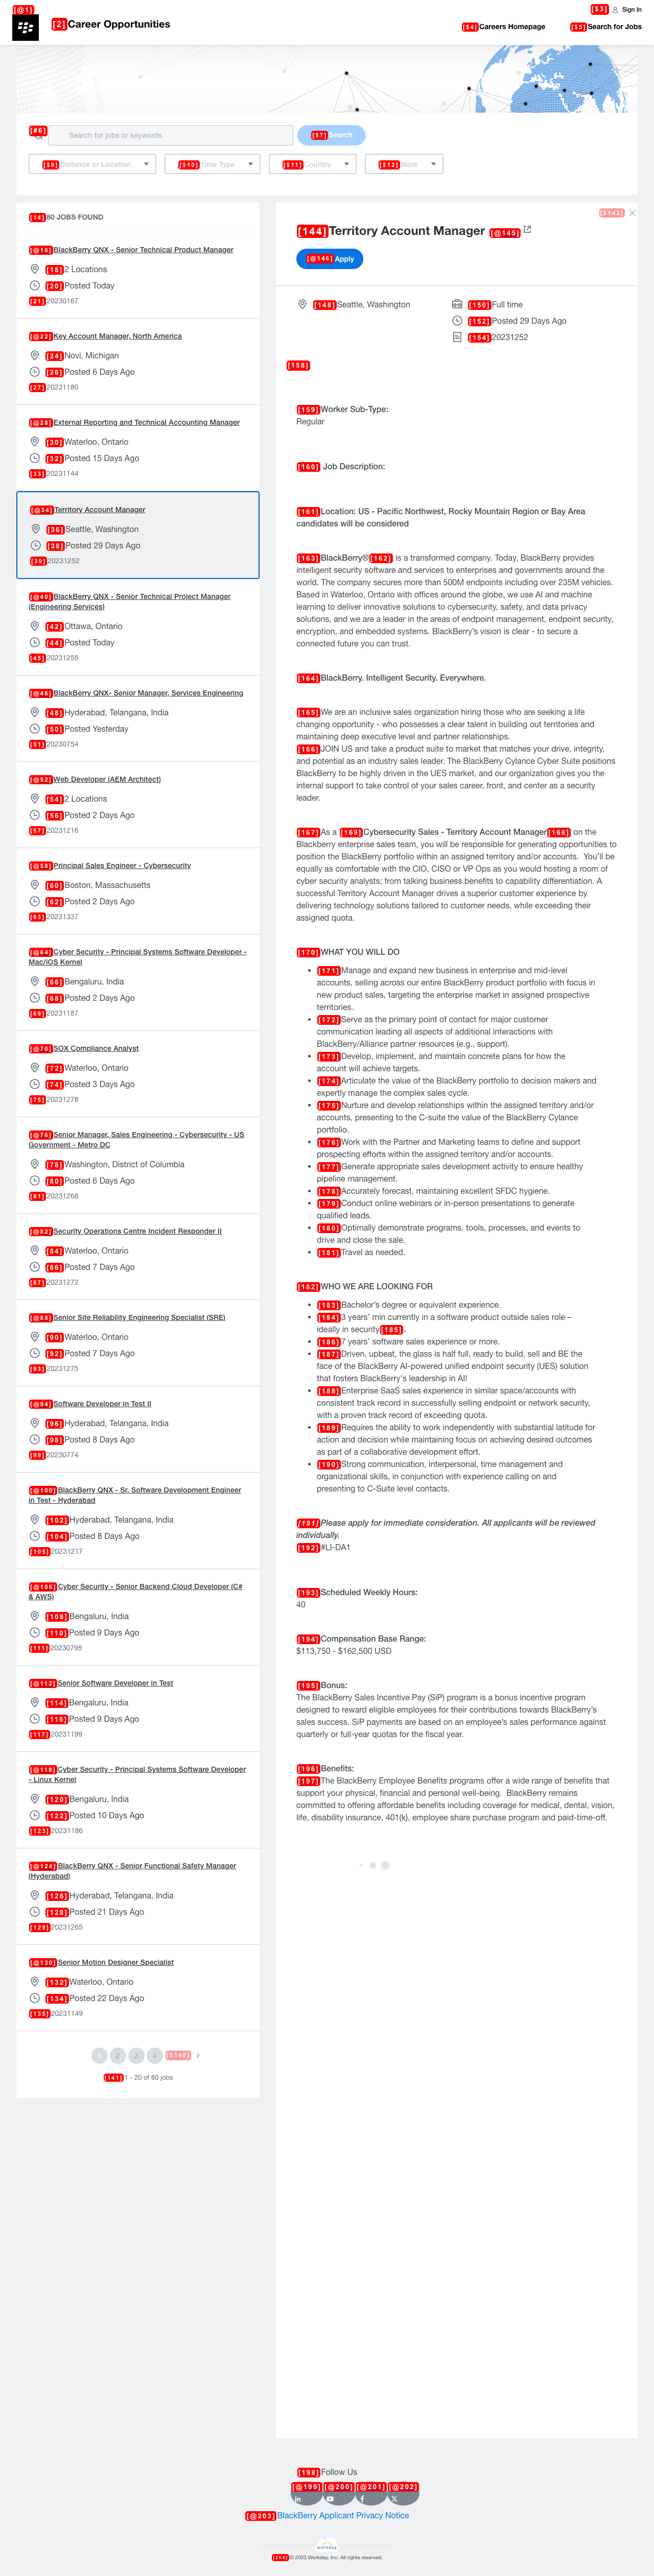 [@1]
[2]Career Opportunities
[$3] Sign In
[$4]Careers Homepage
[$5]Search for Jobs
[#6] Search for jobs or keywords
[$7]Search
[$9]Distance or Location
[$10]Time Type
[$11]Country
[$12]More
[14]80 JOBS FOUND
[@16]BlackBerry QNX - Senior Technical Product Manager
[18]2 Locations
[20]Posted Today
[21]20230167
[@22]Key Account Manager, North America
[24]Novi, Michigan
[26]Posted 6 Days Ago
[27]20231180
[@28]External Reporting and Technical Accounting Manager
[30]Waterloo, Ontario
[32]Posted 15 Days Ago
[33]20231144
[@34]Territory Account Manager
[36]Seattle, Washington
[38]Posted 29 Days Ago
[39]20231252
[@40]BlackBerry QNX - Senior Technical Project Manager
(Engineering Services)
[42]Ottawa, Ontario
[44]Posted Today
[45]20231255
[@46]BlackBerry QNX- Senior Manager, Services Engineering
[48]Hyderabad, Telangana, India
[50]Posted Yesterday
[51]20230754
[@52]Web Developer (AEM Architect)
[54]2 Locations
[56]Posted 2 Days Ago
[57]20231216
[@58]Principal Sales Engineer - Cybersecurity
[60]Boston, Massachusetts
[62]Posted 2 Days Ago
[63]20231337
[@64]Cyber Security - Principal Systems Software Developer -
Mac/iOS Kernel
[66]Bengaluru, India
[68]Posted 2 Days Ago
[69]20231187
[@70]SOX Compliance Analyst
[72]Waterloo, Ontario
[74]Posted 3 Days Ago
[75]20231278
[@76]Senior Manager, Sales Engineering - Cybersecurity - US
Government - Metro DC
[78]Washington, District of Columbia
[80]Posted 6 Days Ago
[81]20231268
[@82]Security Operations Centre Incident Responder II
[84]Waterloo, Ontario
[86]Posted 7 Days Ago
[87]20231272
[@88]Senior Site Reliability Engineering Specialist (SRE)
[90]Waterloo, Ontario
[92]Posted 7 Days Ago
[93]20231275
[@94]Software Developer in Test II
[96]Hyderabad, Telangana, India
[98]Posted 8 Days Ago
[99]20230774
[@100]BlackBerry QNX - Sr. Software Development Engineer
in Test - Hyderabad
[102]Hyderabad, Telangana, India
[104]Posted 8 Days Ago
[105]20231217
[@106]Cyber Security - Senior Backend Cloud Developer (C#
& AWS)
[108]Bengaluru, India
[110]Posted 9 Days Ago
[111]20230795
[@112]Senior Software Developer in Test
[114]Bengaluru, India
[116]Posted 9 Days Ago
[117]20231199
[@118]Cyber Security - Principal Systems Software Developer
- Linux Kernel
[120]Bengaluru, India
[122]Posted 10 Days Ago
[123]20231186
[@124]BlackBerry QNX - Senior Functional Safety Manager
(Hyderabad)
[126]Hyderabad, Telangana, India
[128]Posted 21 Days Ago
[129]20231265
[@130]Senior Motion Designer Specialist
[132]Waterloo, Ontario
[134]Posted 22 Days Ago
[135]20231149
1 2 3 4 [$140]
[141]1 - 20 of 80 jobs
[$142]
[144]Territory Account Manager [@145]
[@146]Apply
[148]Seattle, Washington
[150]Full time
[152]Posted 29 Days Ago
[154]20231252
[158]
[159]Worker Sub-Type:
Regular
[160] Job Description:
[161]Location: US - Pacific Northwest, Rocky Mountain Region or Bay Area
candidates will be considered
[163]BlackBerry®[162] is a transformed company. Today, BlackBerry provides
intelligent security software and services to enterprises and governments around the
world. The company secures more than 500M endpoints including over 235M vehicles.
Based in Waterloo, Ontario with offices around the globe, we use AI and machine
learning to deliver innovative solutions to cybersecurity, safety, and data privacy
solutions, and we are a leader in the areas of endpoint management, endpoint security,
encryption, and embedded systems. BlackBerry's vision is clear - to secure a
connected future you can trust.
[164]BlackBerry. Intelligent Security. Everywhere.
[165]We are an inclusive sales organization hiring those who are seeking a life
changing opportunity - who possesses a clear talent in building out territories and
maintaining deep executive level and partner relationships.
[166]JOIN US and take a product suite to market that matches your drive, integrity,
and potential as an industry sales leader. The BlackBerry Cylance Cyber Suite positions
BlackBerry to be highly driven in the UES market, and our organization gives you the
internal support to take control of your sales career, front, and center as a security
leader.
[167]As a [169]Cybersecurity Sales - Territory Account Manager[168] on the
Blackberry enterprise sales team, you will be responsible for generating opportunities to
position the BlackBerry portfolio within an assigned territory and/or accounts. You'll be
equally as comfortable with the CIO, CISO or VP Ops as you would hosting a room of
cyber security analysts; from talking business benefits to capability differentiation. A
successful Territory Account Manager drives a superior customer experience by
delivering technology solutions tailored to customer needs, while exceeding their
assigned quota.
[170]WHAT YOU WILL DO
• [171]Manage and expand new business in enterprise and mid-level
accounts, selling across our entire BlackBerry product portfolio with focus in
new product sales, targeting the enterprise market in assigned prospective
territories.
• [172]Serve as the primary point of contact for major customer
communication leading all aspects of additional interactions with
BlackBerry/Alliance partner resources (e.g., support).
• [173]Develop, implement, and maintain concrete plans for how the
account will achieve targets.
• [174]Articulate the value of the BlackBerry portfolio to decision makers and
expertly manage the complex sales cycle.
• [175]Nurture and develop relationships within the assigned territory and/or
accounts, presenting to the C-suite the value of the BlackBerry Cylance
portfolio.
• [176]Work with the Partner and Marketing teams to define and support
prospecting efforts within the assigned territory and/or accounts.
• [177]Generate appropriate sales development activity to ensure healthy
pipeline management.
• [178]Accurately forecast, maintaining excellent SFDC hygiene.
• [179]Conduct online webinars or in-person presentations to generate
qualified leads.
• [180]Optimally demonstrate programs, tools, processes, and events to
drive and close the sale.
• [181]Travel as needed.
[182]WHO WE ARE LOOKING FOR
• [183]Bachelor's degree or equivalent experience.
• [184]3 years' min currently in a software product outside sales role –
ideally in security[185].
• [186]7 years' software sales experience or more.
• [187]Driven, upbeat, the glass is half full, ready to build, sell and BE the
face of the BlackBerry AI-powered unified endpoint security (UES) solution
that fosters BlackBerry's leadership in AI!
• [188]Enterprise SaaS sales experience in similar space/accounts with
consistent track record in successfully selling endpoint or network security,
with a proven track record of exceeding quota.
• [189]Requires the ability to work independently with substantial latitude for
action and decision while maintaining focus on achieving desired outcomes
as part of a collaborative development effort.
• [190]Strong communication, interpersonal, time management and
organizational skills, in conjunction with experience calling on and
presenting to C-Suite level contacts.
[191]Please apply for immediate consideration. All applicants will be reviewed
individually.
[192]#LI-DA1
[193]Scheduled Weekly Hours:
40
[194]Compensation Base Range:
$113,750 - $162,500 USD
[195]Bonus:
The BlackBerry Sales Incentive Pay (SiP) program is a bonus incentive program
designed to reward eligible employees for their contributions towards BlackBerry's
sales success. SiP payments are based on an employee's sales performance against
quarterly or full-year quotas for the fiscal year.
[196]Benefits:
[197]The BlackBerry Employee Benefits programs offer a wide range of benefits that
support your physical, financial and personal well-being. BlackBerry remains
committed to offering affordable benefits including coverage for medical, dental, vision,
life, disability insurance, 401(k), employee share purchase program and paid-time-off.
[198]Follow Us
[@199] [@200] [@201] [@202]
[@203]BlackBerry Applicant Privacy Notice
workday
[204]© 2023 Workday, Inc. All rights reserved.